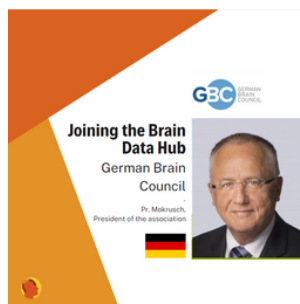 GBC GERMAN
BRAIN
COUNCIL
Joining the Brain
Data Hub
German Brain
Council
-
Pr. Mokrusch,
President of the association